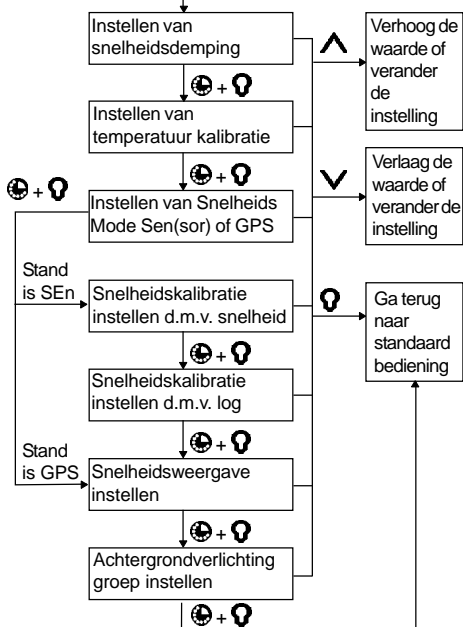 Instellen van
snelheidsdemping
Verhoog de
waarde of
verander
de
instelling
+
Instellen van
temperatuur kalibratie
+
Verlaag de
waarde of
verander de
instelling
+
Instellen van Snelheids
Mode Sen(sor) of GPS
Stand
is SEn
Snelheidskalibratie
instellen d.m.v. snelheid
Ga terug
naar
standaard
bediening
+
Snelheidskalibratie
instellen d.m.v. log
+
Stand
is GPS
Snelheidsweergave
instellen
+
Achtergrondverlichting
groep instellen
+